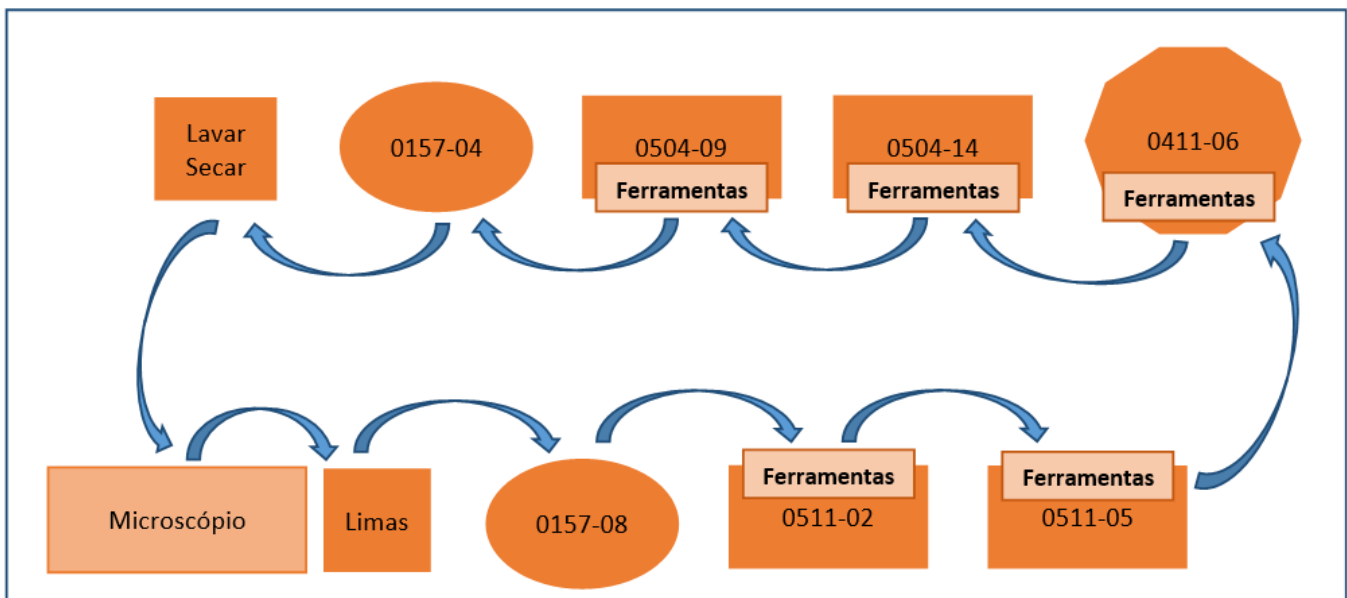 Lavar
Secar
0157-04
0504-09
Ferramentas
0504-14
Ferramentas
0411-06
Ferramentas
Microscópio
Limas
0157-08
Ferramentas
0511-02
Ferramentas
0511-05